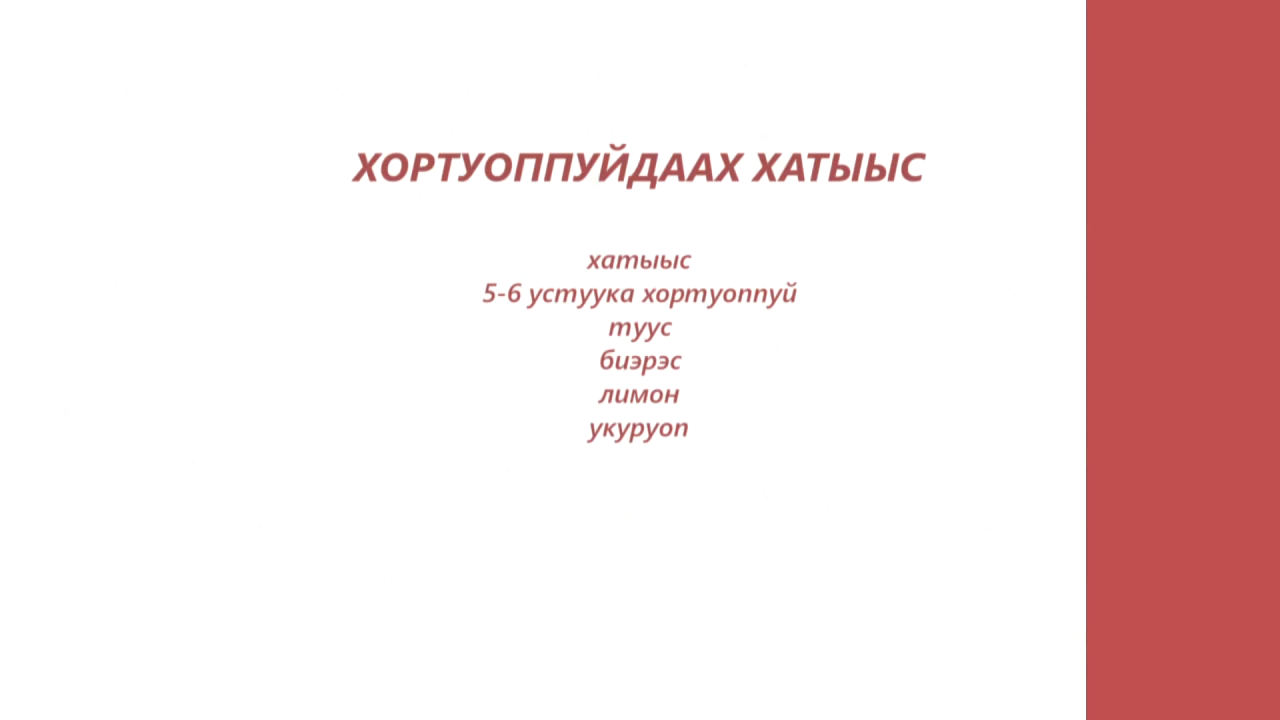 ХОРТУОППУЙДААХ ХАТЫЫС
хатыыс
5-6 устуука хортуоппуй
туус
биэрэс
лимон
укуруоп